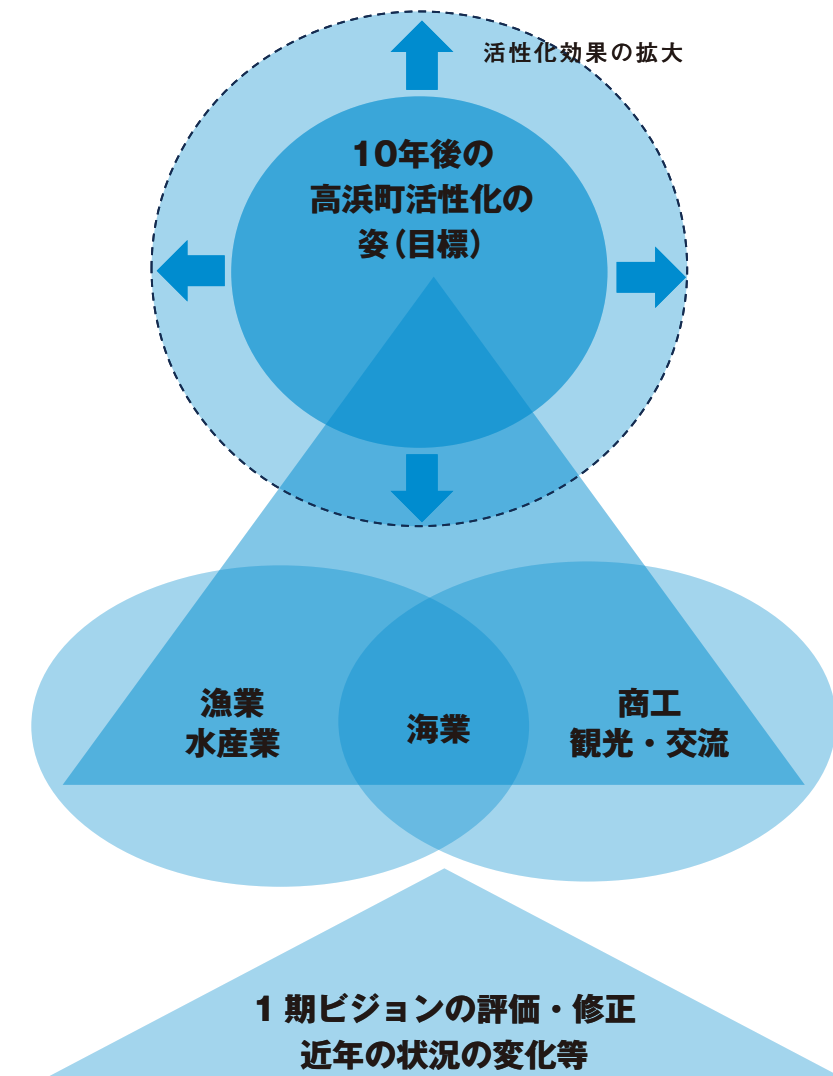 活性化効果の拡大
10年後の
高浜町活性化の
姿（目標）
漁業
水産業
海業
商工
観光・交流
1 期ビジョンの評価・修正
近年の状況の変化等